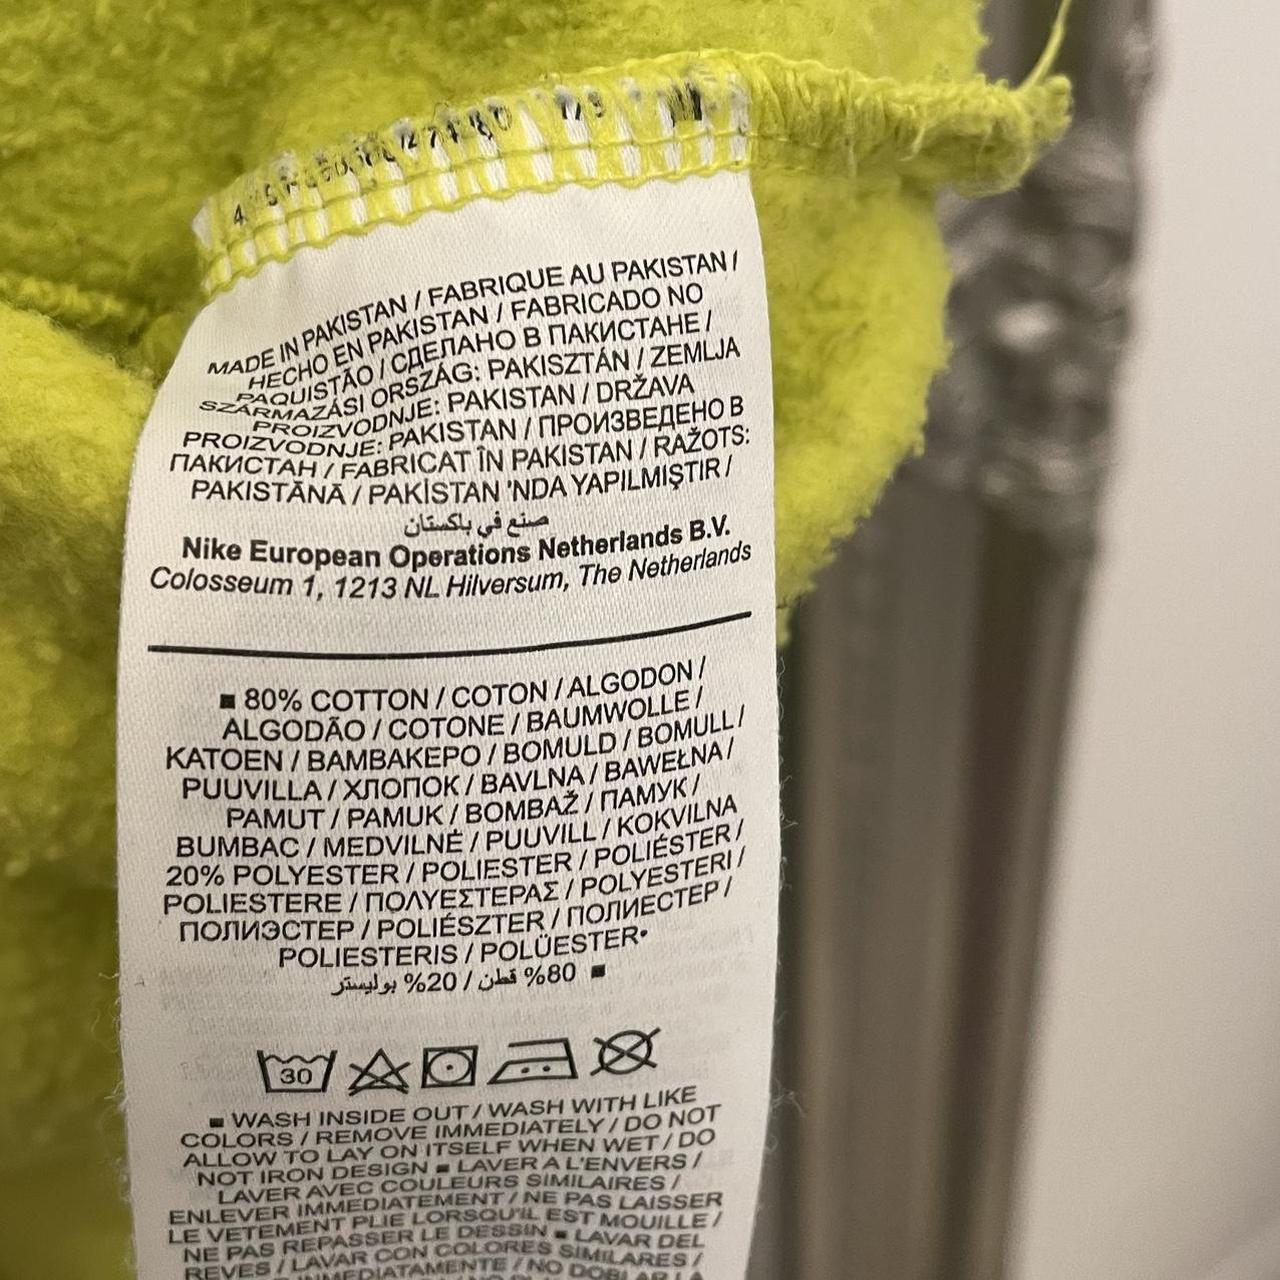 MADE IN PAKISTAN / FABRIQUE AU PAKISTAN /
HECHO EN PAKISTAN / FABRICADO NO
PAQUISTÃO / СДЕЛАНО В ПАКИСТАНЕ /
SZÁRMAZÁSI ORSZÁG: PAKISZTÁN / ZEMLJA
PROIZVODNJE: PAKISTAN / DRŽAVA
PROIZVODNJE: PAKISTAN / ПРОИЗВЕДЕНО В
ПАКИСТАН / FABRICAT ÎN PAKISTAN / RAŽOTS:
PAKISTĀNĀ / PAKİSTAN 'NDA YAPILMIŞTIR /
صنع في باكستان
Nike European Operations Netherlands B.V.
Colosseum 1, 1213 NL Hilversum, The Netherlands
80% COTTON / COTON / ALGODON /
ALGODÃO / COTONE / BAUMWOLLE /
KATOEN / ΒΑΜΒΑΚΕΡΟ / BOMULD / BOMULL /
PUUVILLA / ХЛОПОК / BAVLNA / BAWEŁNA /
PAMUT / PAMUK / BOMBAŽ / ПАМУК /
BUMBAC / MEDVILNĖ / PUUVILL / KOKVILNA
20% POLYESTER / POLIESTER / POLIÉSTER /
POLIESTERE / ΠΟΛΥΕΣΤΕΡΑΣ / POLYESTERI /
ПОЛИЭСТЕР / POLIÉSZTER / ПОЛИЕСТЕР /
POLIESTERIS / POLÜESTER•
80% قطن / 20% بوليستر
30
WASH INSIDE OUT / WASH WITH LIKE
COLORS / REMOVE IMMEDIATELY / DO NOT
ALLOW TO LAY ON ITSELF WHEN WET / DO
NOT IRON DESIGN ■ LAVER A L'ENVERS /
LAVER AVEC COULEURS SIMILAIRES /
ENLEVER IMMEDIATEMENT / NE PAS LAISSER
LE VETEMENT PLIE LORSQU'IL EST MOUILLE /
NE PAS REPASSER LE DESSIN ■ LAVAR DEL
REVES / LAVAR CON COLORES SIMILARES /
INMEDIATAMENTE / NO DOBLAR LA